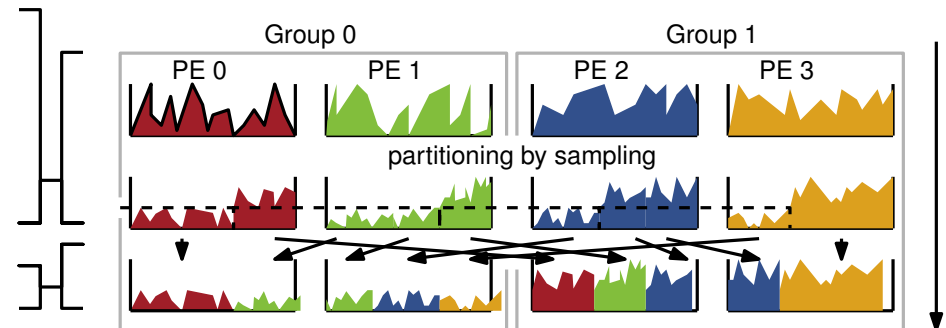 Group 0
Group 1
PE 0
PE 1
PE 2
PE 3
partitioning by sampling